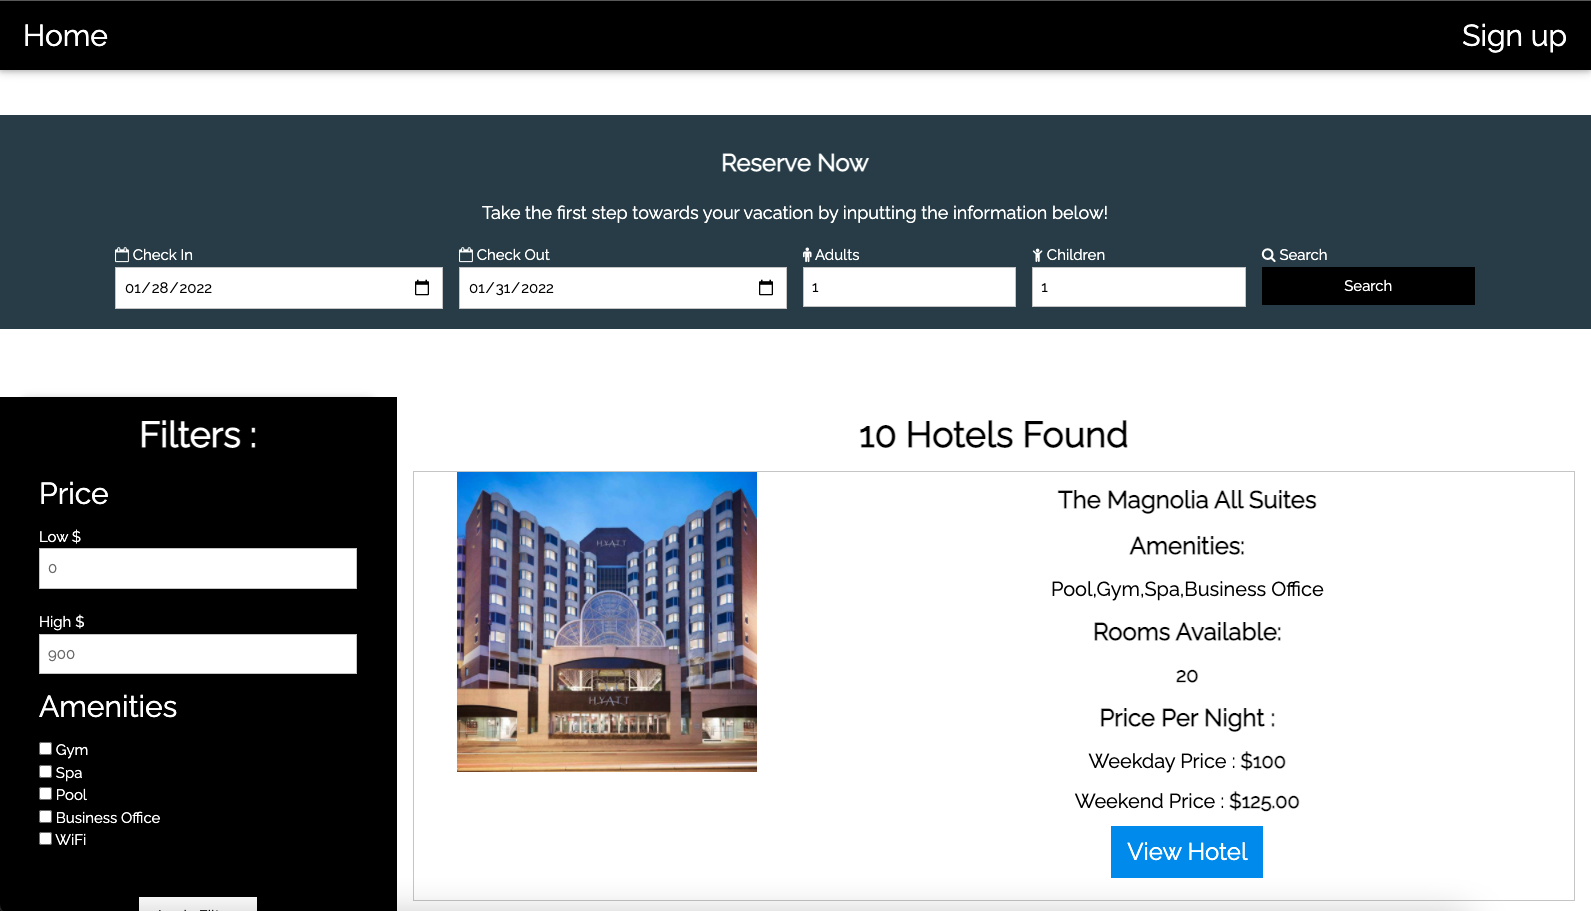 Home
Sign up
Reserve Now
Take the first step towards your vacation by inputting the information below!
Check In
Check Out
Adults
Children
Search
01/28/2022
01/31/2022
1
1
Search
Filters :
Price
Low $
0
High $
900
Amenities
Gym
Spa
Pool
Business Office
WiFi
10 Hotels Found
HYATT
HYATT
The Magnolia All Suites
Amenities:
Pool,Gym,Spa,Business Office
Rooms Available:
20
Price Per Night :
Weekday Price : $100
Weekend Price : $125.00
View Hotel